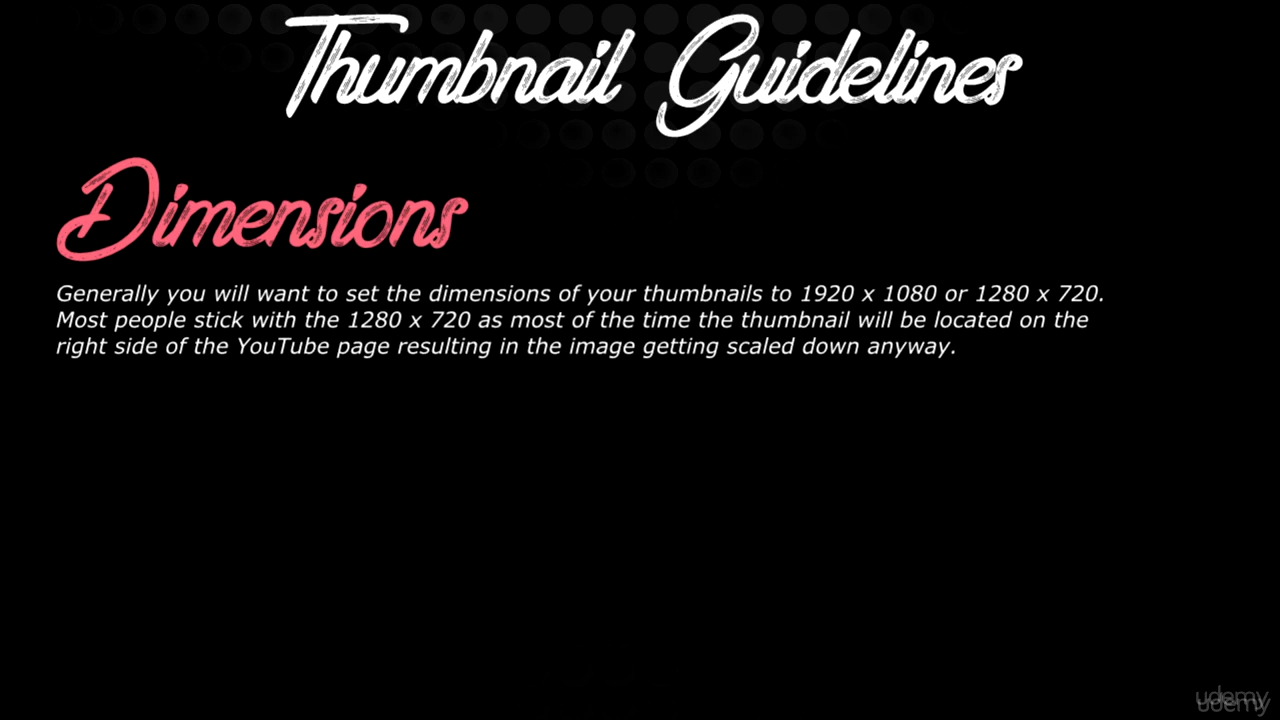 Thumbnail Guidelines
Dimensions
Generally you will want to set the dimensions of your thumbnails to 1920 x 1080 or 1280 x 720.
Most people stick with the 1280 x 720 as most of the time the thumbnail will be located on the
right side of the YouTube page resulting in the image getting scaled down anyway.
udemy
udemy